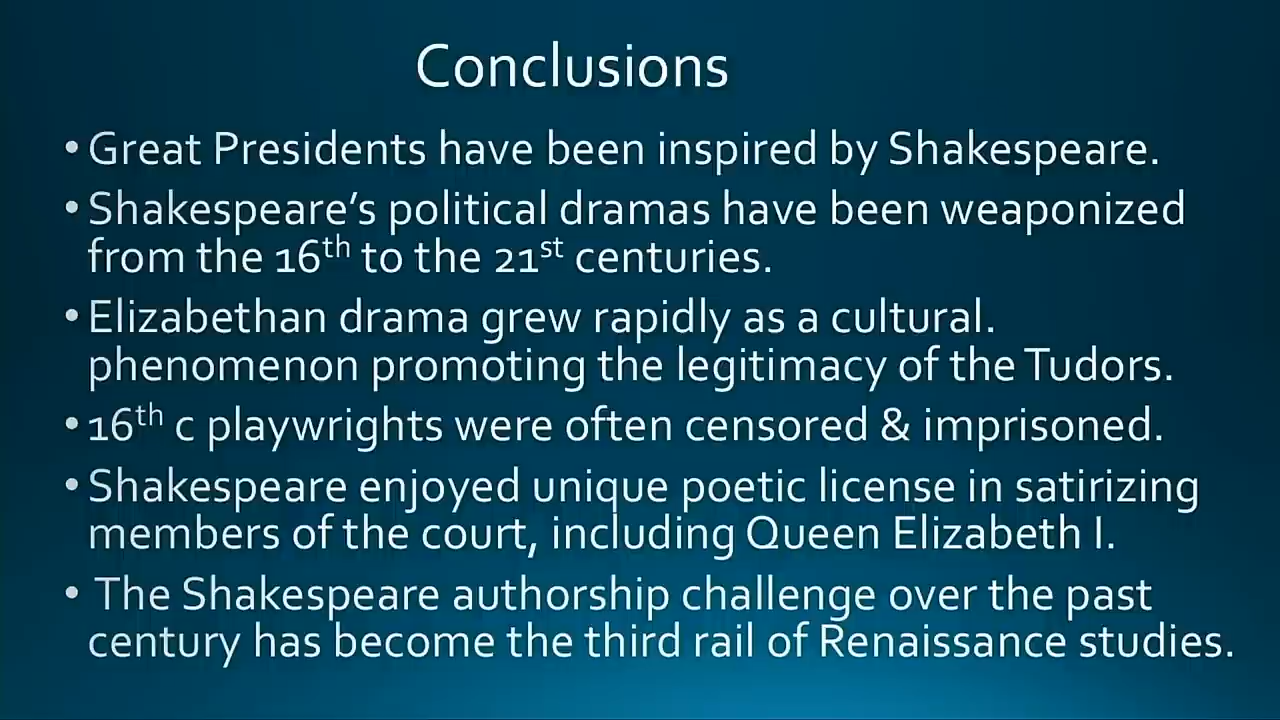 Conclusions
• Great Presidents have been inspired by Shakespeare.
• Shakespeare’s political dramas have been weaponized
from the 16th to the 21st centuries.
• Elizabethan drama grew rapidly as a cultural.
phenomenon promoting the legitimacy of the Tudors.
• 16th c playwrights were often censored & imprisoned.
• Shakespeare enjoyed unique poetic license in satirizing
members of the court, including Queen Elizabeth I.
• The Shakespeare authorship challenge over the past
century has become the third rail of Renaissance studies.